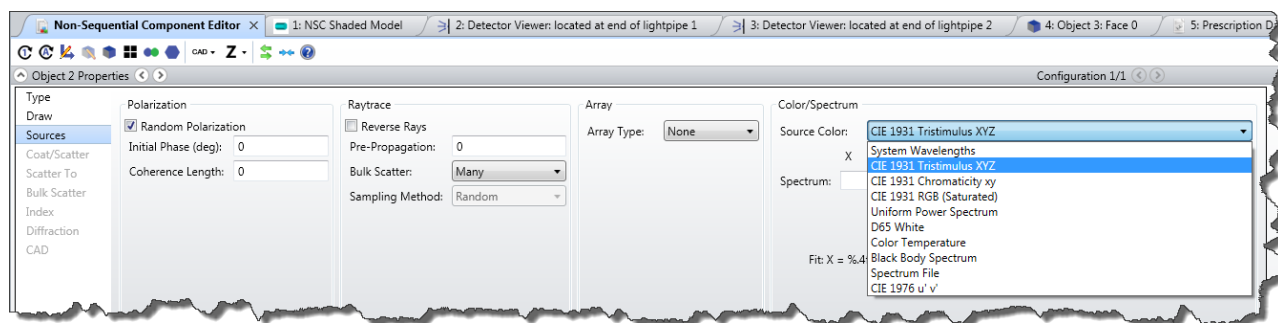 Non-Sequential Component Editor
1: NSC Shaded Model
2: Detector Viewer: located at end of lightpipe 1
3: Detector Viewer: located at end of lightpipe 2
4: Object 3: Face 0
5: Prescription D
CAD
Z
Object 2 Properties
Configuration 1/1
Type
Draw
Sources
Coat/Scatter
Scatter To
Bulk Scatter
Index
Diffraction
CAD
Polarization
Random Polarization
Initial Phase (deg): 0
Coherence Length: 0
Raytrace
Reverse Rays
Pre-Propagation: 0
Bulk Scatter: Many
Sampling Method: Random
Array
Array Type: None
Color/Spectrum
Source Color: CIE 1931 Tristimulus XYZ
X
Spectrum:
Fit: X = %.4
System Wavelengths
CIE 1931 Tristimulus XYZ
CIE 1931 Chromaticity xy
CIE 1931 RGB (Saturated)
Uniform Power Spectrum
D65 White
Color Temperature
Black Body Spectrum
Spectrum File
CIE 1976 u' v'